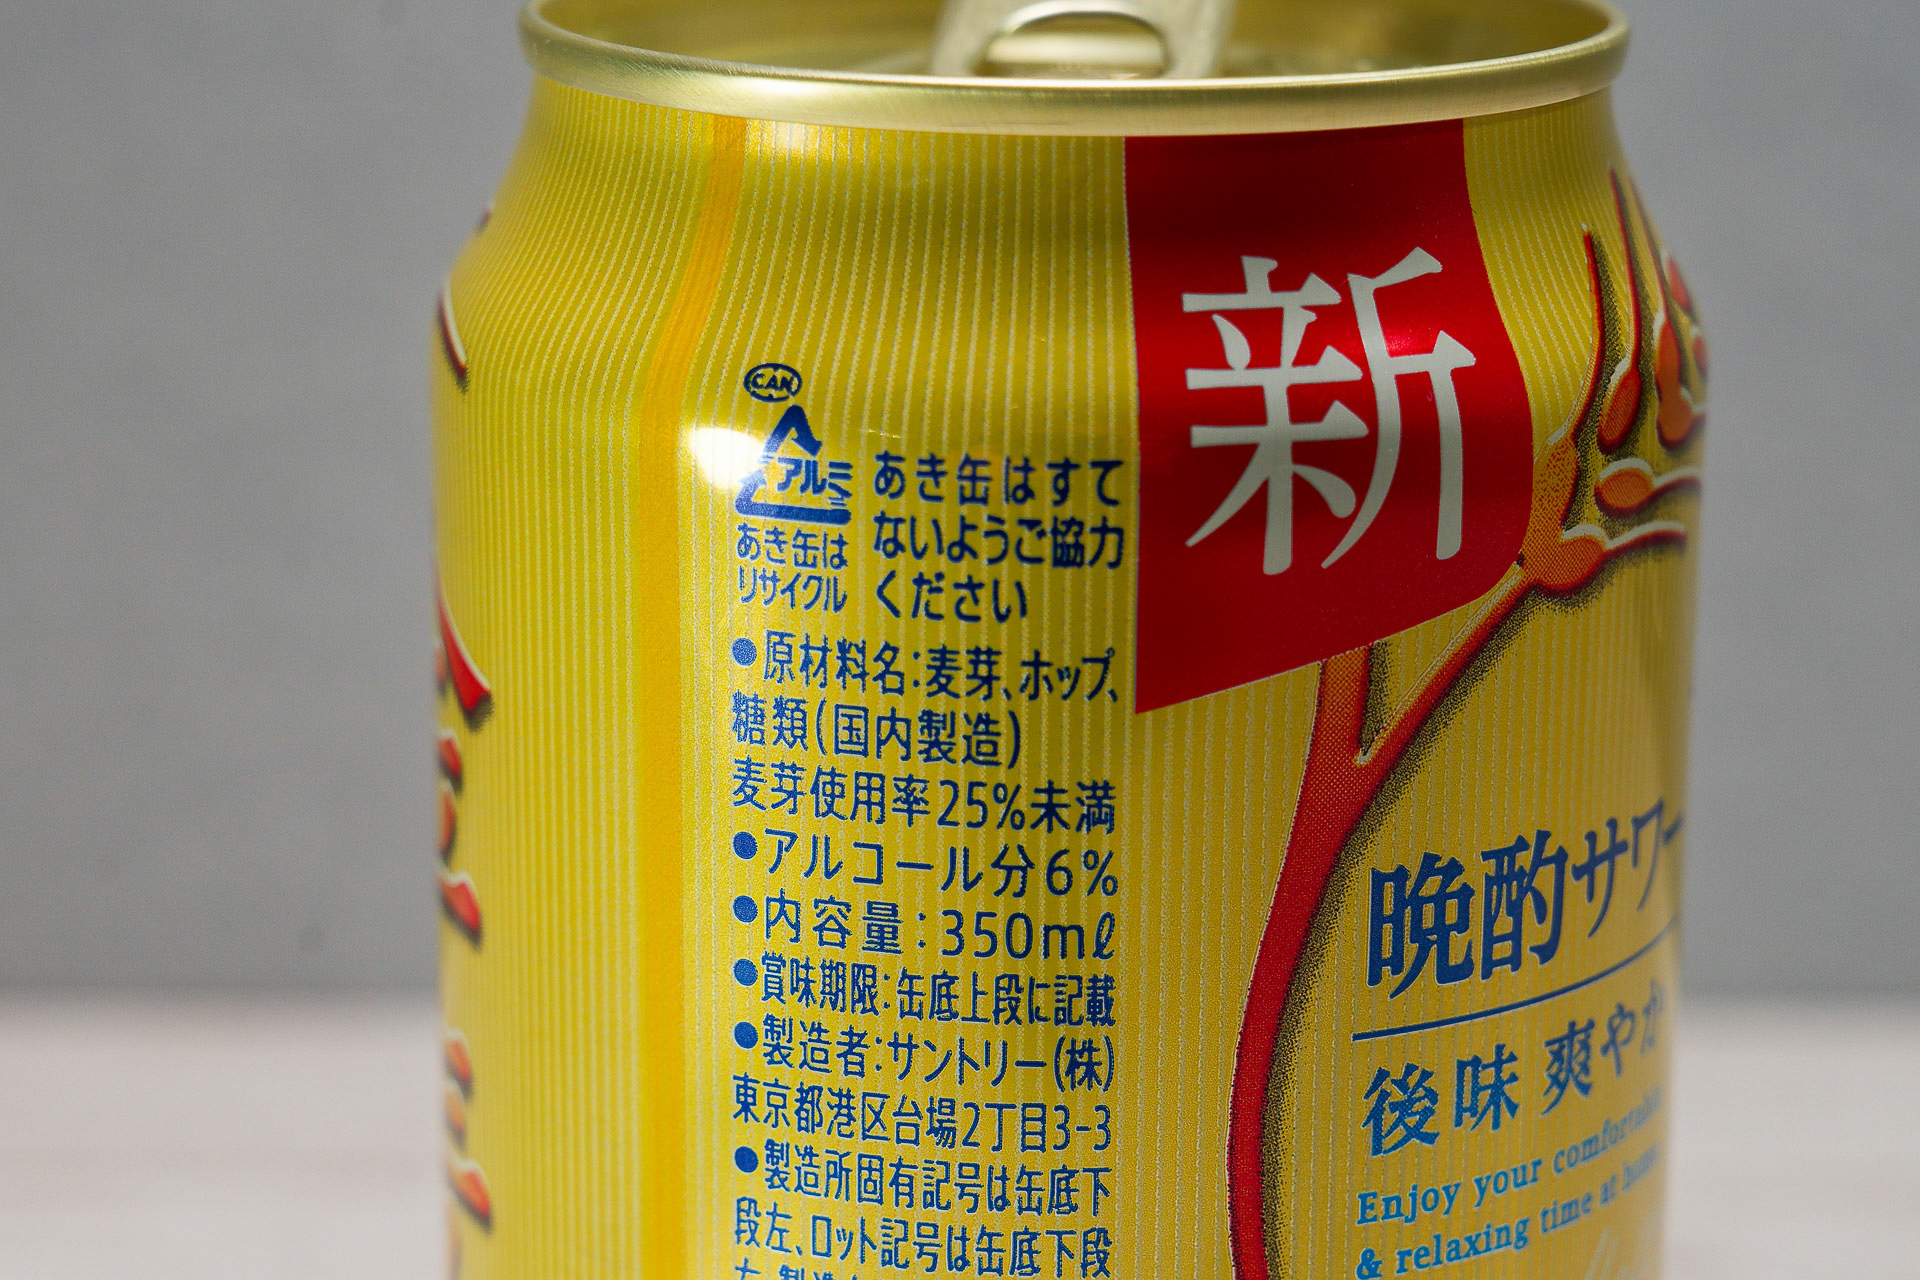 新
CAN
アルミ
あき缶は
リサイクル
あき缶はすて
ないようご協力
ください
●原材料名:麦芽、ホップ、
糖類(国内製造)
麦芽使用率25%未満
●アルコール分6%
●内容量:350mℓ
●賞味期限:缶底上段に記載
●製造者:サントリー(株)
東京都港区台場2丁目3-3
●製造所固有記号は缶底下
段左、ロット記号は缶底下段
晩酌サワー
後味 爽やか
Enjoy your comfortable
& relaxing time at home